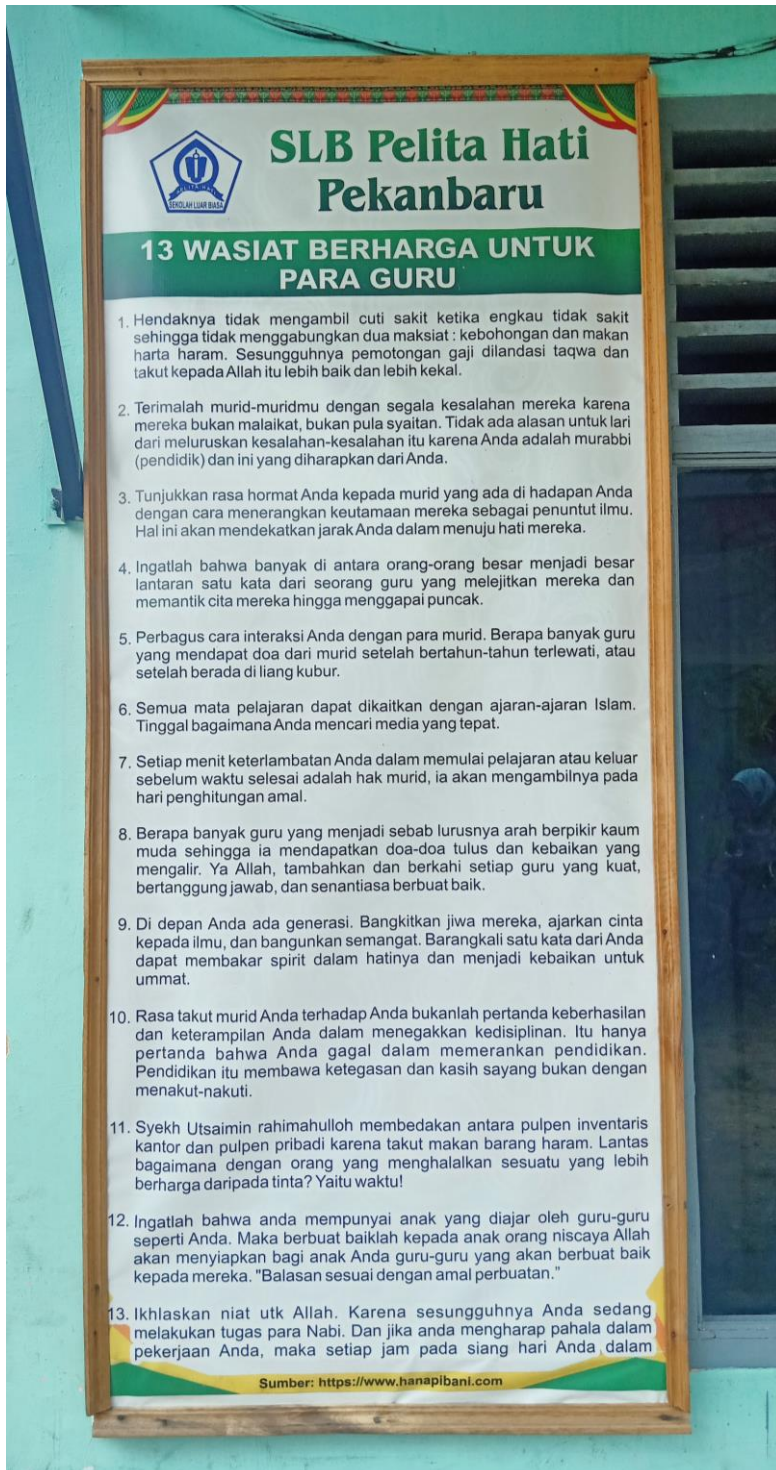 SLB Pelita Hati
Pekanbaru
PELITA HATI
SEKOLAH LUAR BIASA
13 WASIAT BERHARGA UNTUK
PARA GURU
1. Hendaknya tidak mengambil cuti sakit ketika engkau tidak sakit
sehingga tidak menggabungkan dua maksiat : kebohongan dan makan
harta haram. Sesungguhnya pemotongan gaji dilandasi taqwa dan
takut kepada Allah itu lebih baik dan lebih kekal.
2. Terimalah murid-muridmu dengan segala kesalahan mereka karena
mereka bukan malaikat, bukan pula syaitan. Tidak ada alasan untuk lari
dari meluruskan kesalahan-kesalahan itu karena Anda adalah murabbi
(pendidik) dan ini yang diharapkan dari Anda.
3. Tunjukkan rasa hormat Anda kepada murid yang ada di hadapan Anda
dengan cara menerangkan keutamaan mereka sebagai penuntut ilmu.
Hal ini akan mendekatkan jarak Anda dalam menuju hati mereka.
4. Ingatlah bahwa banyak di antara orang-orang besar menjadi besar
lantaran satu kata dari seorang guru yang melejitkan mereka dan
memantik cita mereka hingga menggapai puncak.
5. Perbagus cara interaksi Anda dengan para murid. Berapa banyak guru
yang mendapat doa dari murid setelah bertahun-tahun terlewati, atau
setelah berada di liang kubur.
6. Semua mata pelajaran dapat dikaitkan dengan ajaran-ajaran Islam.
Tinggal bagaimana Anda mencari media yang tepat.
7. Setiap menit keterlambatan Anda dalam memulai pelajaran atau keluar
sebelum waktu selesai adalah hak murid, ia akan mengambilnya pada
hari penghitungan amal.
8. Berapa banyak guru yang menjadi sebab lurusnya arah berpikir kaum
muda sehingga ia mendapatkan doa-doa tulus dan kebaikan yang
mengalir. Ya Allah, tambahkan dan berkahi setiap guru yang kuat,
bertanggung jawab, dan senantiasa berbuat baik.
9. Di depan Anda ada generasi. Bangkitkan jiwa mereka, ajarkan cinta
kepada ilmu, dan bangunkan semangat. Barangkali satu kata dari Anda
dapat membakar spirit dalam hatinya dan menjadi kebaikan untuk
ummat.
10. Rasa takut murid Anda terhadap Anda bukanlah pertanda keberhasilan
dan keterampilan Anda dalam menegakkan kedisiplinan. Itu hanya
pertanda bahwa Anda gagal dalam memerankan pendidikan.
Pendidikan itu membawa ketegasan dan kasih sayang bukan dengan
menakut-nakuti.
11. Syekh Utsaimin rahimahulloh membedakan antara pulpen inventaris
kantor dan pulpen pribadi karena takut makan barang haram. Lantas
bagaimana dengan orang yang menghalalkan sesuatu yang lebih
berharga daripada tinta? Yaitu waktu!
12. Ingatlah bahwa anda mempunyai anak yang diajar oleh guru-guru
seperti Anda. Maka berbuat baiklah kepada anak orang niscaya Allah
akan menyiapkan bagi anak Anda guru-guru yang akan berbuat baik
kepada mereka. "Balasan sesuai dengan amal perbuatan."
13. Ikhlaskan niat utk Allah. Karena sesungguhnya Anda sedang
melakukan tugas para Nabi. Dan jika anda mengharap pahala dalam
pekerjaan Anda, maka setiap jam pada siang hari Anda dalam
Sumber: https://www.hanapibani.com